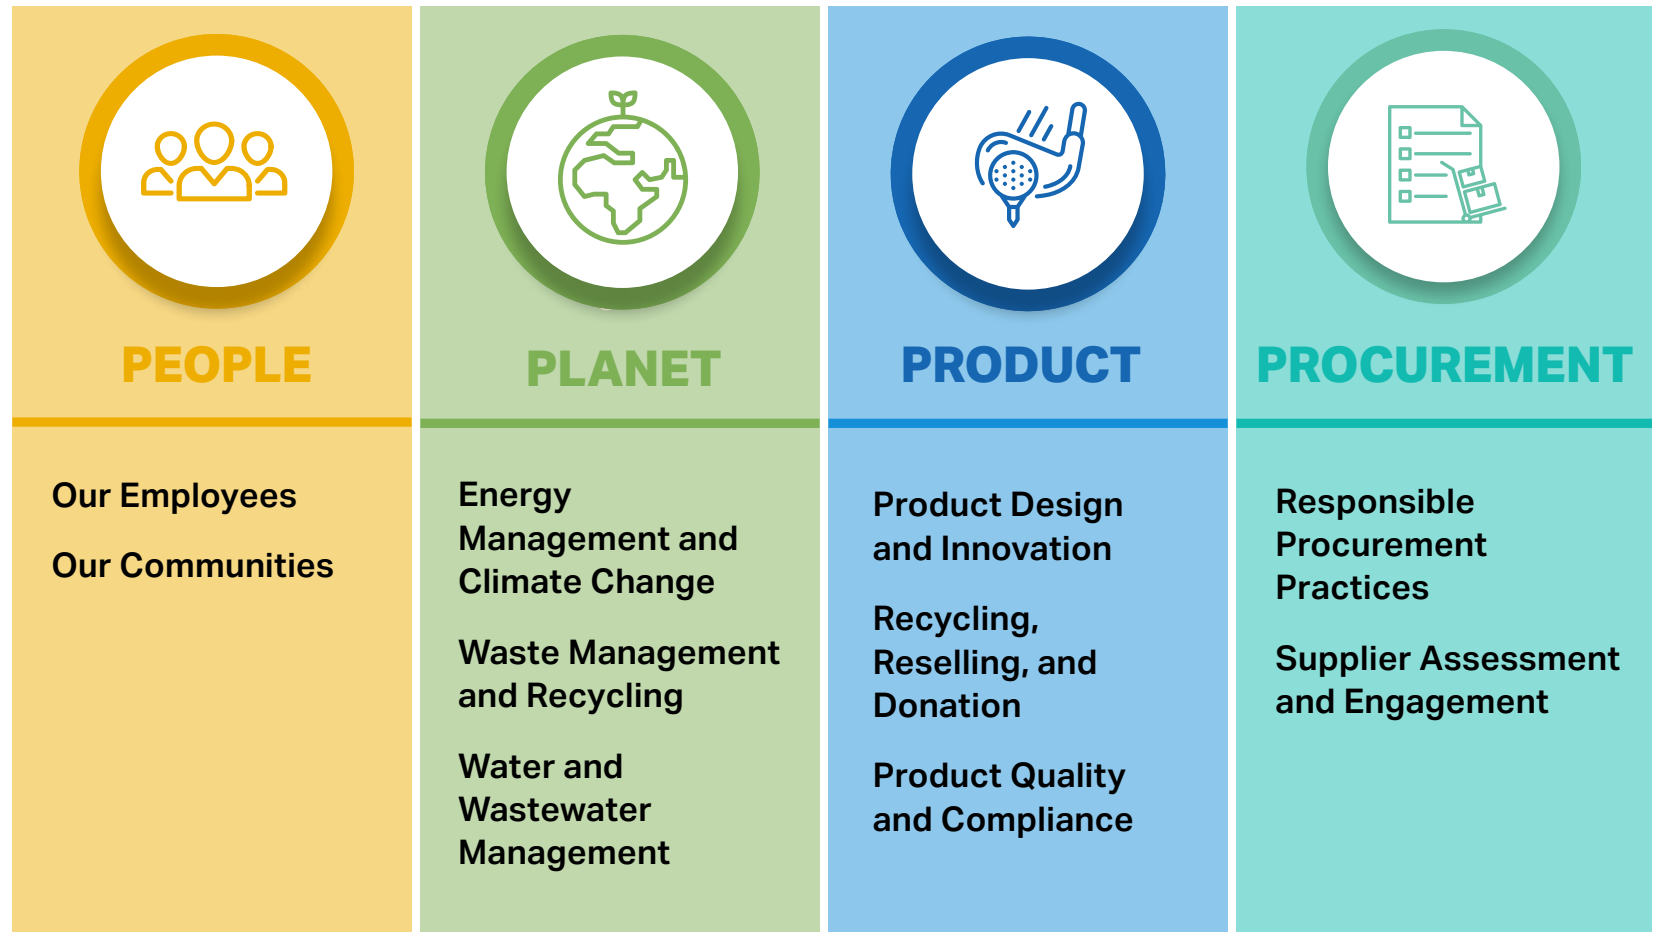 PEOPLE
Our Employees
Our Communities
PLANET
Energy
Management and
Climate Change
Waste Management
and Recycling
Water and
Wastewater
Management
PRODUCT
Product Design
and Innovation
Recycling,
Reselling, and
Donation
Product Quality
and Compliance
PROCUREMENT
Responsible
Procurement
Practices
Supplier Assessment
and Engagement